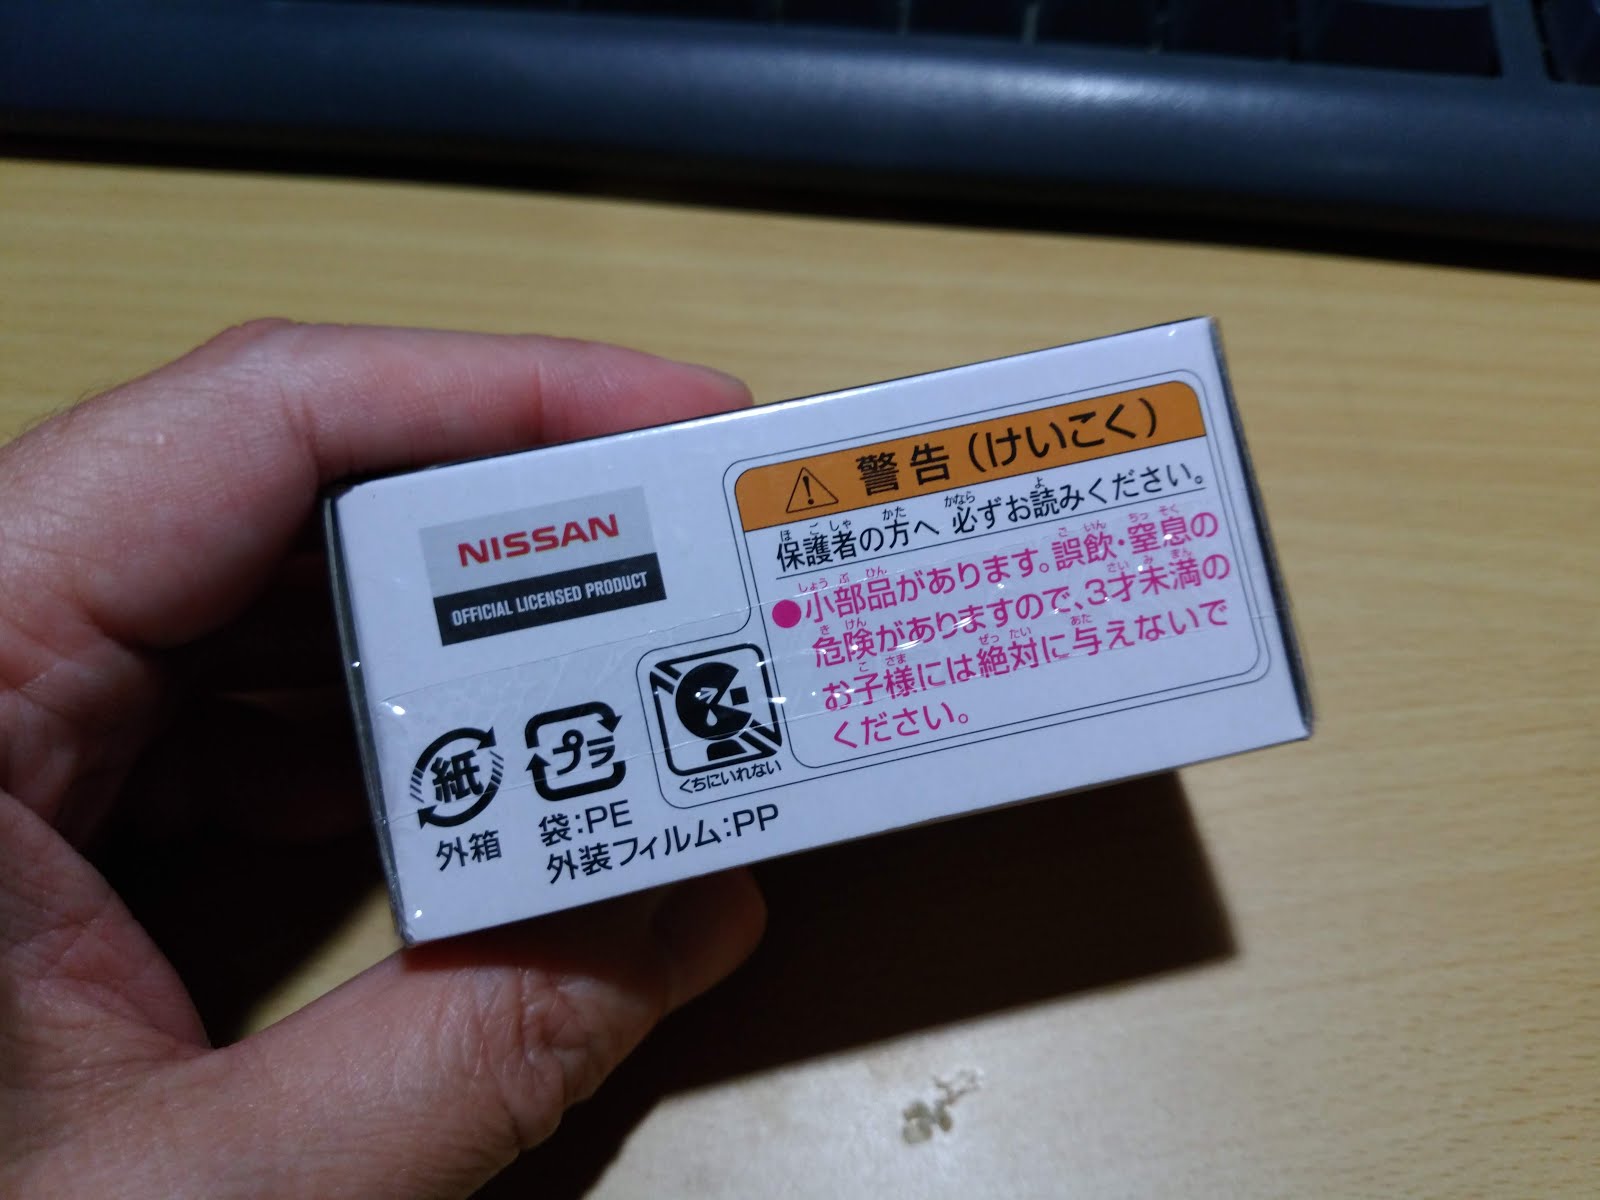 NISSAN
OFFICIAL LICENSED PRODUCT
警告（けいこく）
保護者の方へ 必ずお読みください。
●小部品があります。誤飲・窒息の
危険がありますので、3才未満の
お子様には絶対に与えないで
ください。
くちにいれない
紙
外箱
プラ
袋：PE
外装フィルム：PP